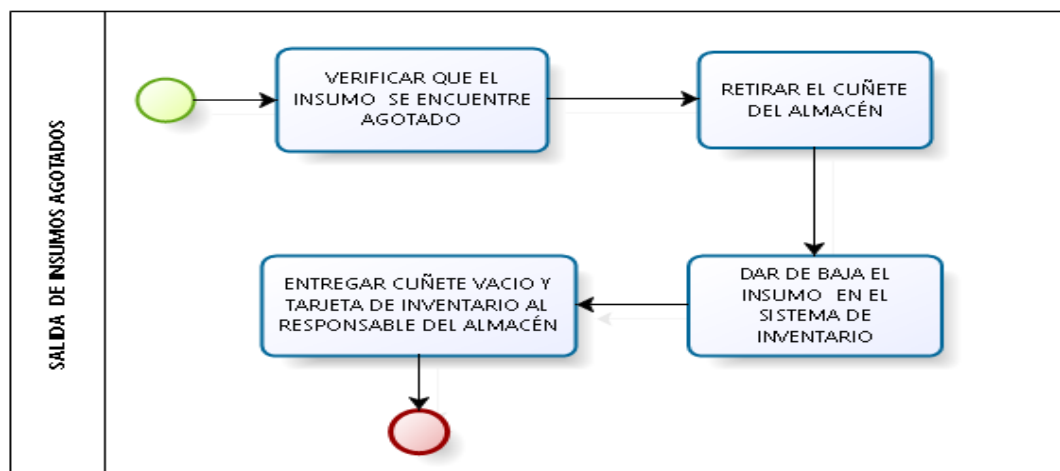 SALIDA DE INSUMOS AGOTADOS
VERIFICAR QUE EL
INSUMO SE ENCUENTRE
AGOTADO
RETIRAR EL CUÑETE
DEL ALMACÉN
DAR DE BAJA EL
INSUMO EN EL
SISTEMA DE
INVENTARIO
ENTREGAR CUÑETE VACIO Y
TARJETA DE INVENTARIO AL
RESPONSABLE DEL ALMACÉN